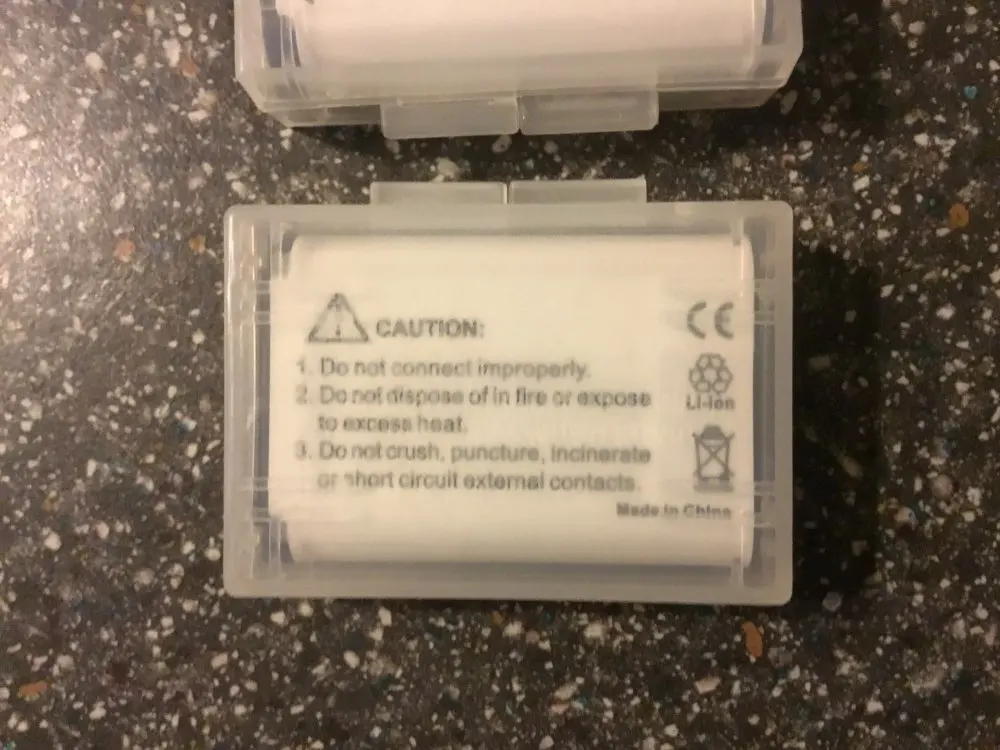 CAUTION:
1. Do not connect improperly.
2. Do not dispose of in fire or expose
to excess heat.
3. Do not crush, puncture, incinerate
or short circuit external contacts.
CE
Li-ion
Made in China